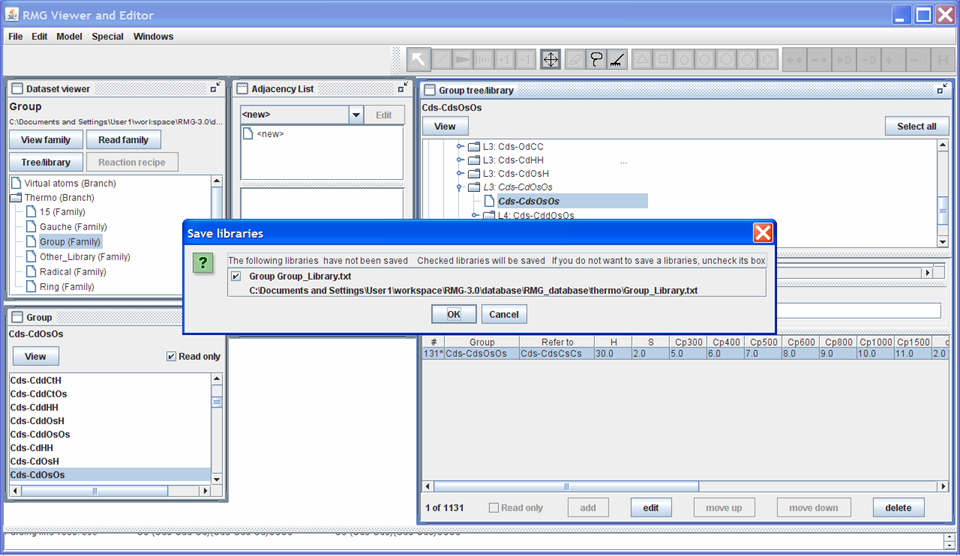 RMG Viewer and Editor
File Edit Model Special Windows
Dataset viewer
Group
C:\Documents and Settings\User1\workspace\RMG-3.0\d...
View family Read family
Tree/library Reaction recipe
Virtual atoms (Branch)
Thermo (Branch)
15 (Family)
Gauche (Family)
Group (Family)
Other_Library (Family)
Radical (Family)
Ring (Family)
Adjacency List
<new> Edit
<new>
Group tree/library
Cds-CdsOsOs
View Select all
L3: Cds-OdCC
L3: Cds-CdHH ...
L3: Cds-CdOsH
L3: Cds-CdOsOs
Cds-CdsOsOs
L4: Cds-CddOsOs
Save libraries
The following libraries have not been saved Checked libraries will be saved If you do not want to save a libraries, uncheck its box
Group Group_Library.txt
C:\Documents and Settings\User1\workspace\RMG-3.0\database\RMG_database\thermo\Group_Library.txt
OK Cancel
Group
Cds-CdOsOs
View Read only
Cds-CddCtH
Cds-CddCtOs
Cds-CddHH
Cds-CddOsH
Cds-CddOsOs
Cds-CdHH
Cds-CdOsH
Cds-CdOsOs
# Group Refer to H S Cp300 Cp400 Cp500 Cp600 Cp800 Cp1000 Cp1500
131* Cds-CdsOsOs Cds-CdsCsCs 30.0 2.0 5.0 6.0 7.0 8.0 9.0 10.0 11.0 2.0
1 of 1131 Read only add edit move up move down delete